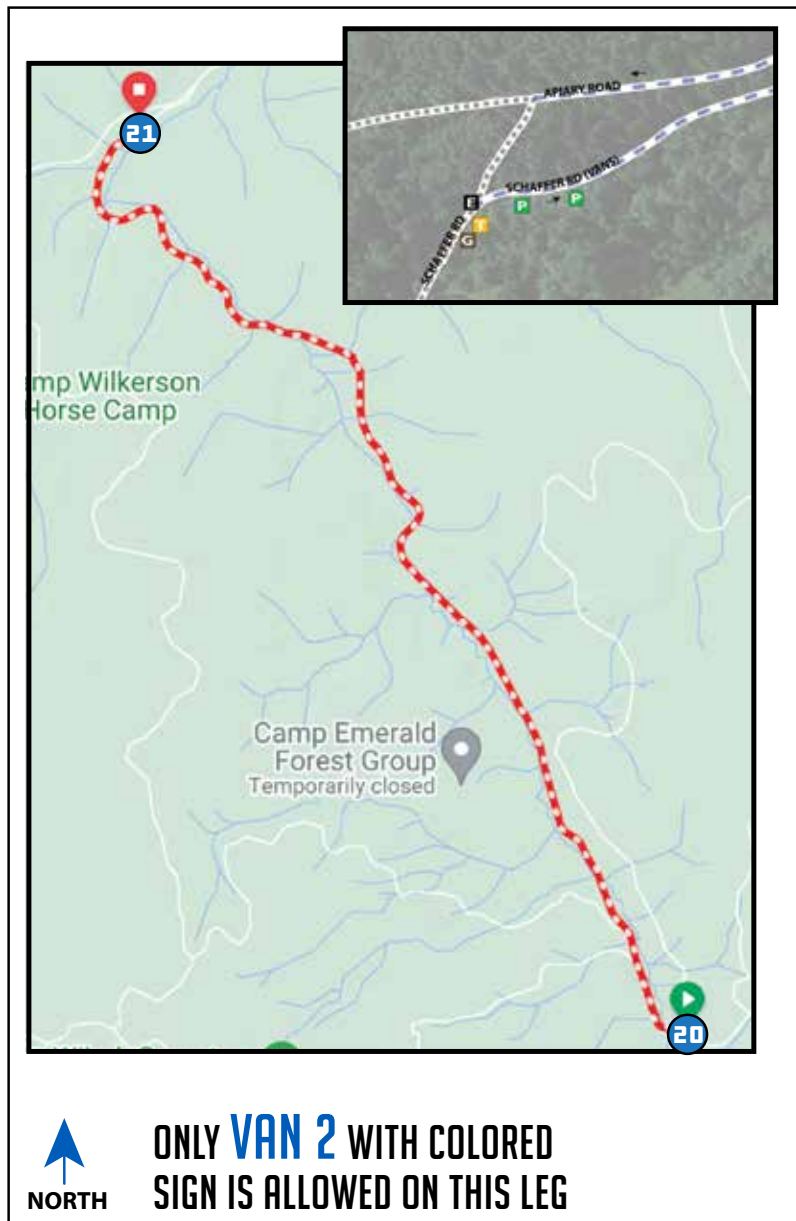 21
APIARY ROAD
SCHAFFER RD (VANS)
E
P
P
T
G
SCHAFFER RD
mp Wilkerson
Horse Camp
Camp Emerald
Forest Group
Temporarily closed
20
NORTH
ONLY VAN 2 WITH COLORED
SIGN IS ALLOWED ON THIS LEG